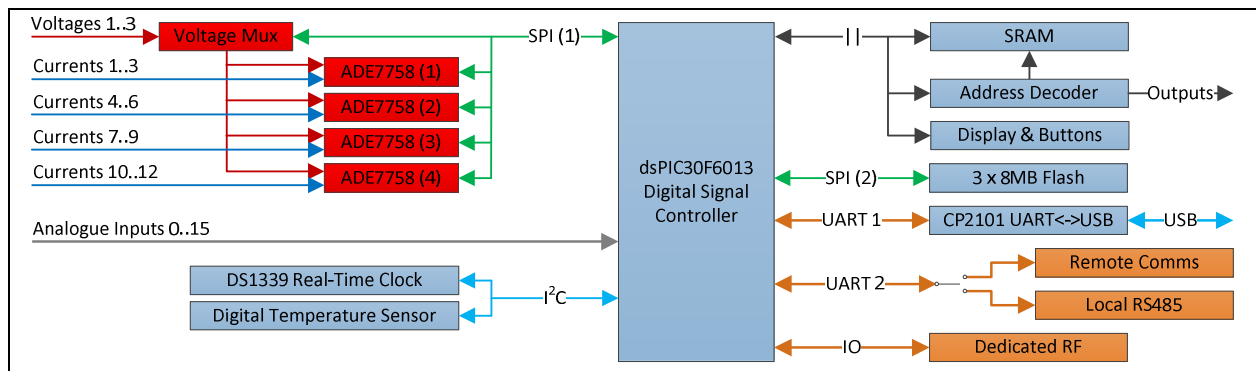 Voltages 1..3
Voltage Mux
SPI (1)
Currents 1..3
ADE7758 (1)
Currents 4..6
ADE7758 (2)
Currents 7..9
ADE7758 (3)
Currents 10..12
ADE7758 (4)
Analogue Inputs 0..15
DS1339 Real-Time Clock
Digital Temperature Sensor
I²C
dsPIC30F6013
Digital Signal
Controller
||
SRAM
Address Decoder
Outputs
Display & Buttons
SPI (2)
3 x 8MB Flash
UART 1
CP2101 UART<->USB
USB
UART 2
Remote Comms
Local RS485
IO
Dedicated RF